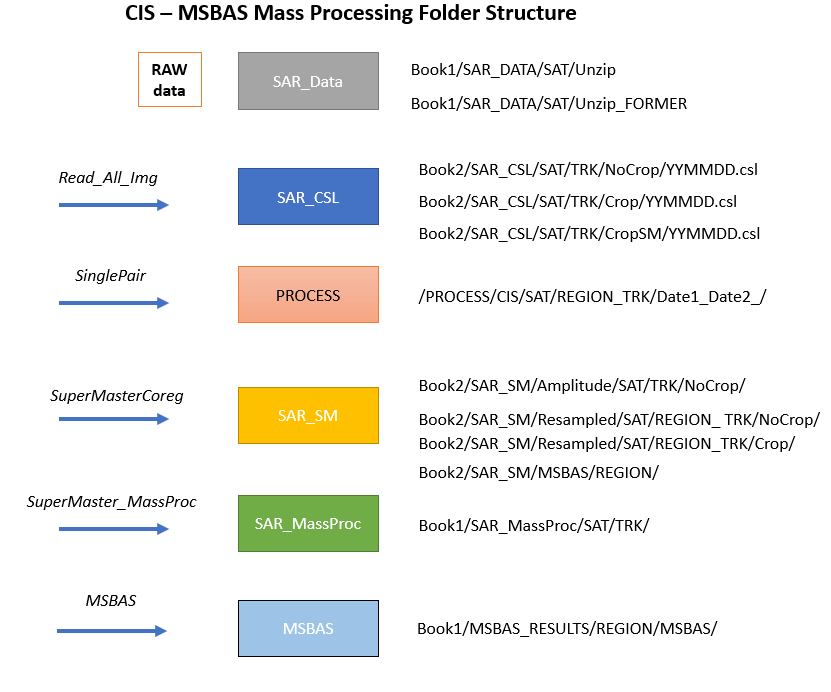 CIS – MSBAS Mass Processing Folder Structure
RAW
data
SAR_Data
Book1/SAR_DATA/SAT/Unzip
Book1/SAR_DATA/SAT/Unzip_FORMER
Read_All_Img
SAR_CSL
Book2/SAR_CSL/SAT/TRK/NoCrop/YYMMDD.csl
Book2/SAR_CSL/SAT/TRK/Crop/YYMMDD.csl
Book2/SAR_CSL/SAT/TRK/CropSM/YYMMDD.csl
SinglePair
PROCESS
/PROCESS/CIS/SAT/REGION_TRK/Date1_Date2_/
SuperMasterCoreg
SAR_SM
Book2/SAR_SM/Amplitude/SAT/TRK/NoCrop/
Book2/SAR_SM/Resampled/SAT/REGION_ TRK/NoCrop/
Book2/SAR_SM/Resampled/SAT/REGION_TRK/Crop/
Book2/SAR_SM/MSBAS/REGION/
SuperMaster_MassProc
SAR_MassProc
Book1/SAR_MassProc/SAT/TRK/
MSBAS
MSBAS
Book1/MSBAS_RESULTS/REGION/MSBAS/